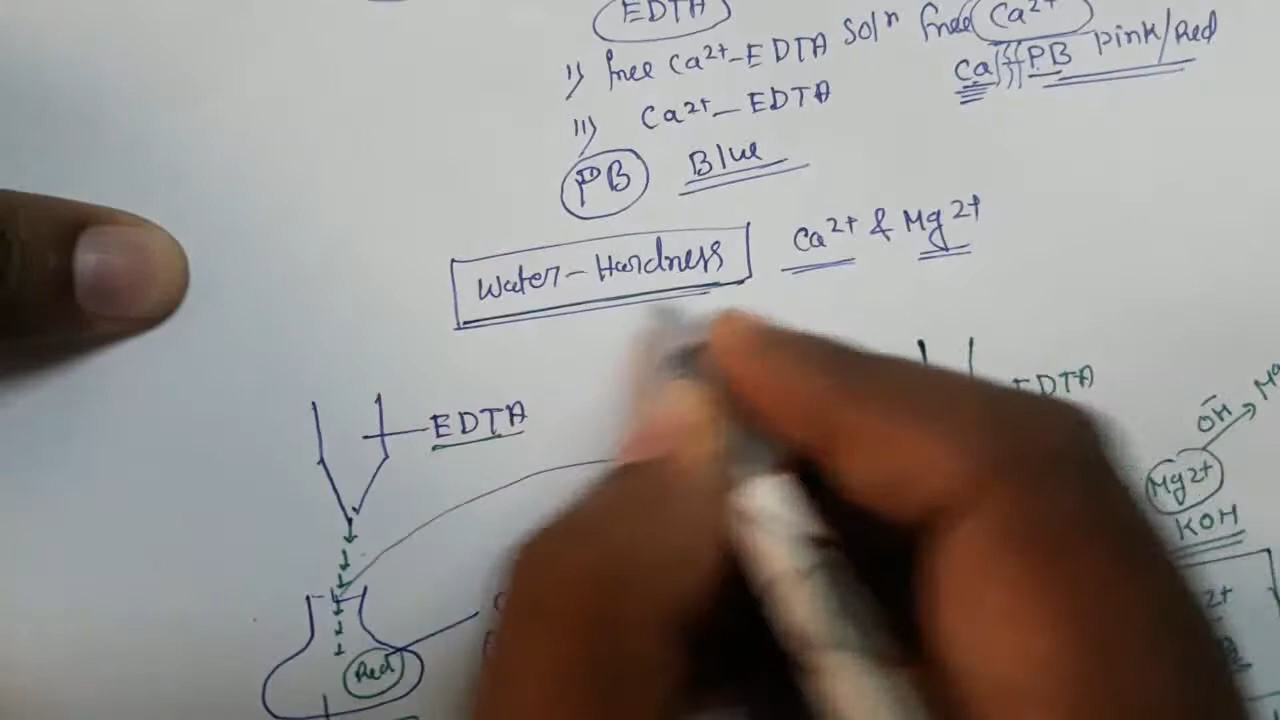 EDTA
i) free Ca2+-EDTA Solⁿ free Ca2+
Ca PB pink/Red
ii) Ca2+-EDTA
PB Blue
Water-Hardness Ca2+ & Mg2+
EDTA
EDTA
OH
Mg2+
KOH
Red